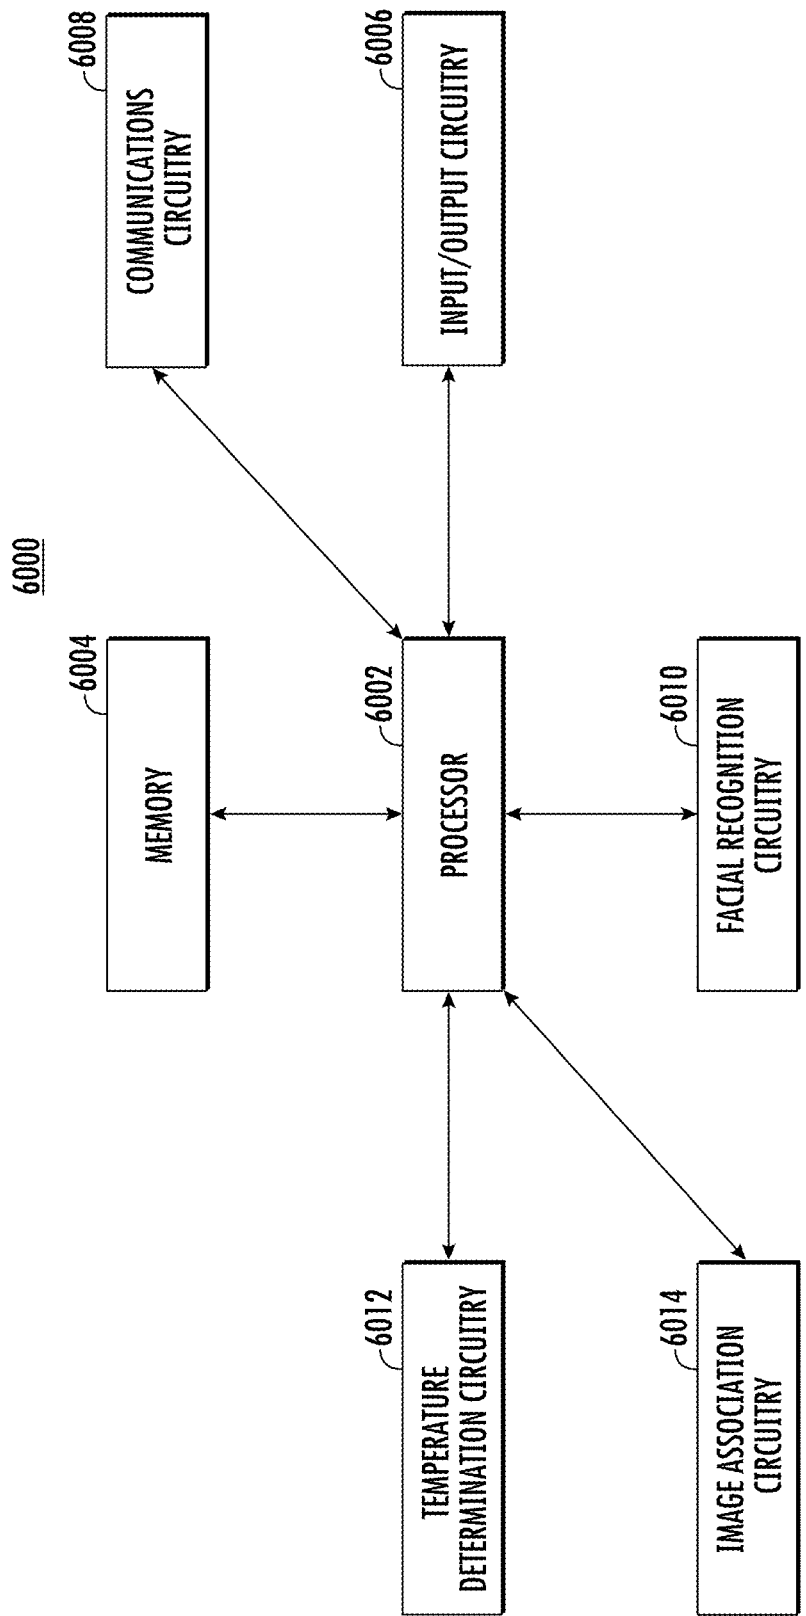 6000
6008
COMMUNICATIONS
CIRCUITRY
6004
MEMORY
6006
INPUT/OUTPUT CIRCUITRY
6002
PROCESSOR
6012
TEMPERATURE
DETERMINATION CIRCUITRY
6010
FACIAL RECOGNITION
CIRCUITRY
6014
IMAGE ASSOCIATION
CIRCUITRY